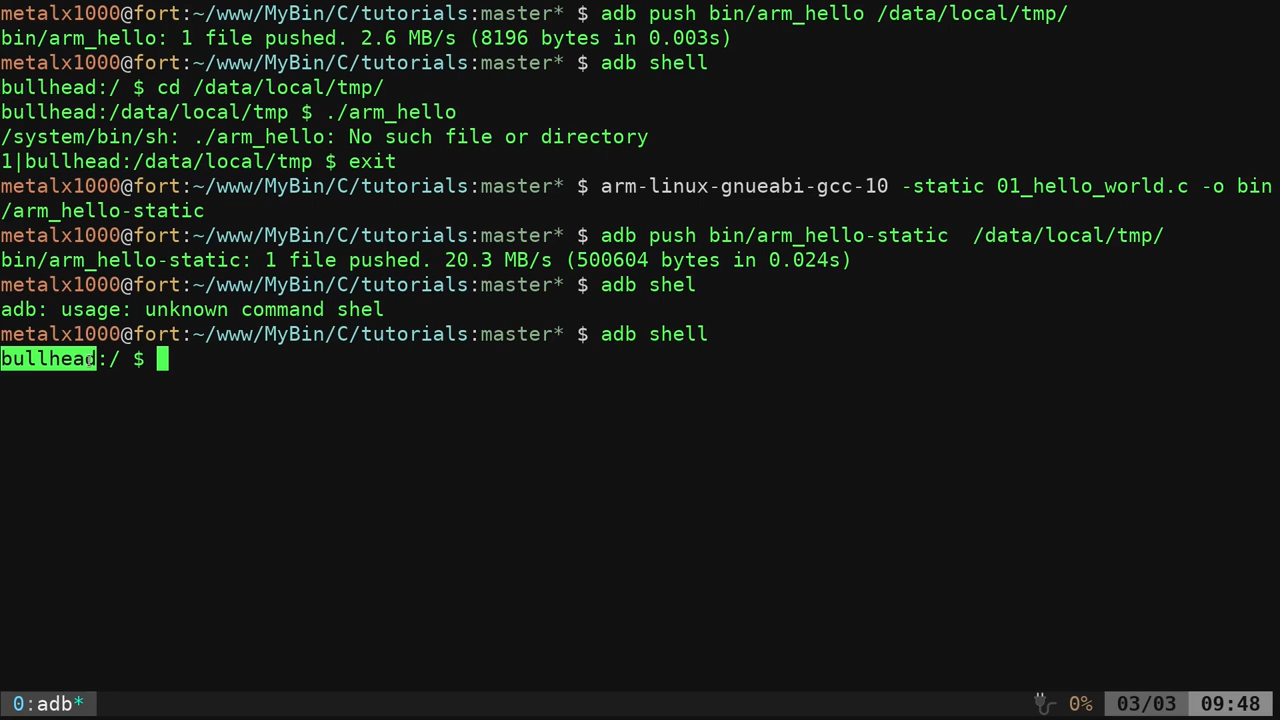 metalx1000@fort:~/www/MyBin/C/tutorials:master* $ adb push bin/arm_hello /data/local/tmp/
bin/arm_hello: 1 file pushed. 2.6 MB/s (8196 bytes in 0.003s)
metalx1000@fort:~/www/MyBin/C/tutorials:master* $ adb shell
bullhead:/ $ cd /data/local/tmp/
bullhead:/data/local/tmp $ ./arm_hello
/system/bin/sh: ./arm_hello: No such file or directory
1|bullhead:/data/local/tmp $ exit
metalx1000@fort:~/www/MyBin/C/tutorials:master* $ arm-linux-gnueabi-gcc-10 -static 01_hello_world.c -o bin
/arm_hello-static
metalx1000@fort:~/www/MyBin/C/tutorials:master* $ adb push bin/arm_hello-static  /data/local/tmp/
bin/arm_hello-static: 1 file pushed. 20.3 MB/s (500604 bytes in 0.024s)
metalx1000@fort:~/www/MyBin/C/tutorials:master* $ adb shel
adb: usage: unknown command shel
metalx1000@fort:~/www/MyBin/C/tutorials:master* $ adb shell
bullhead:/ $
0:adb* 0% 03/03 09:48